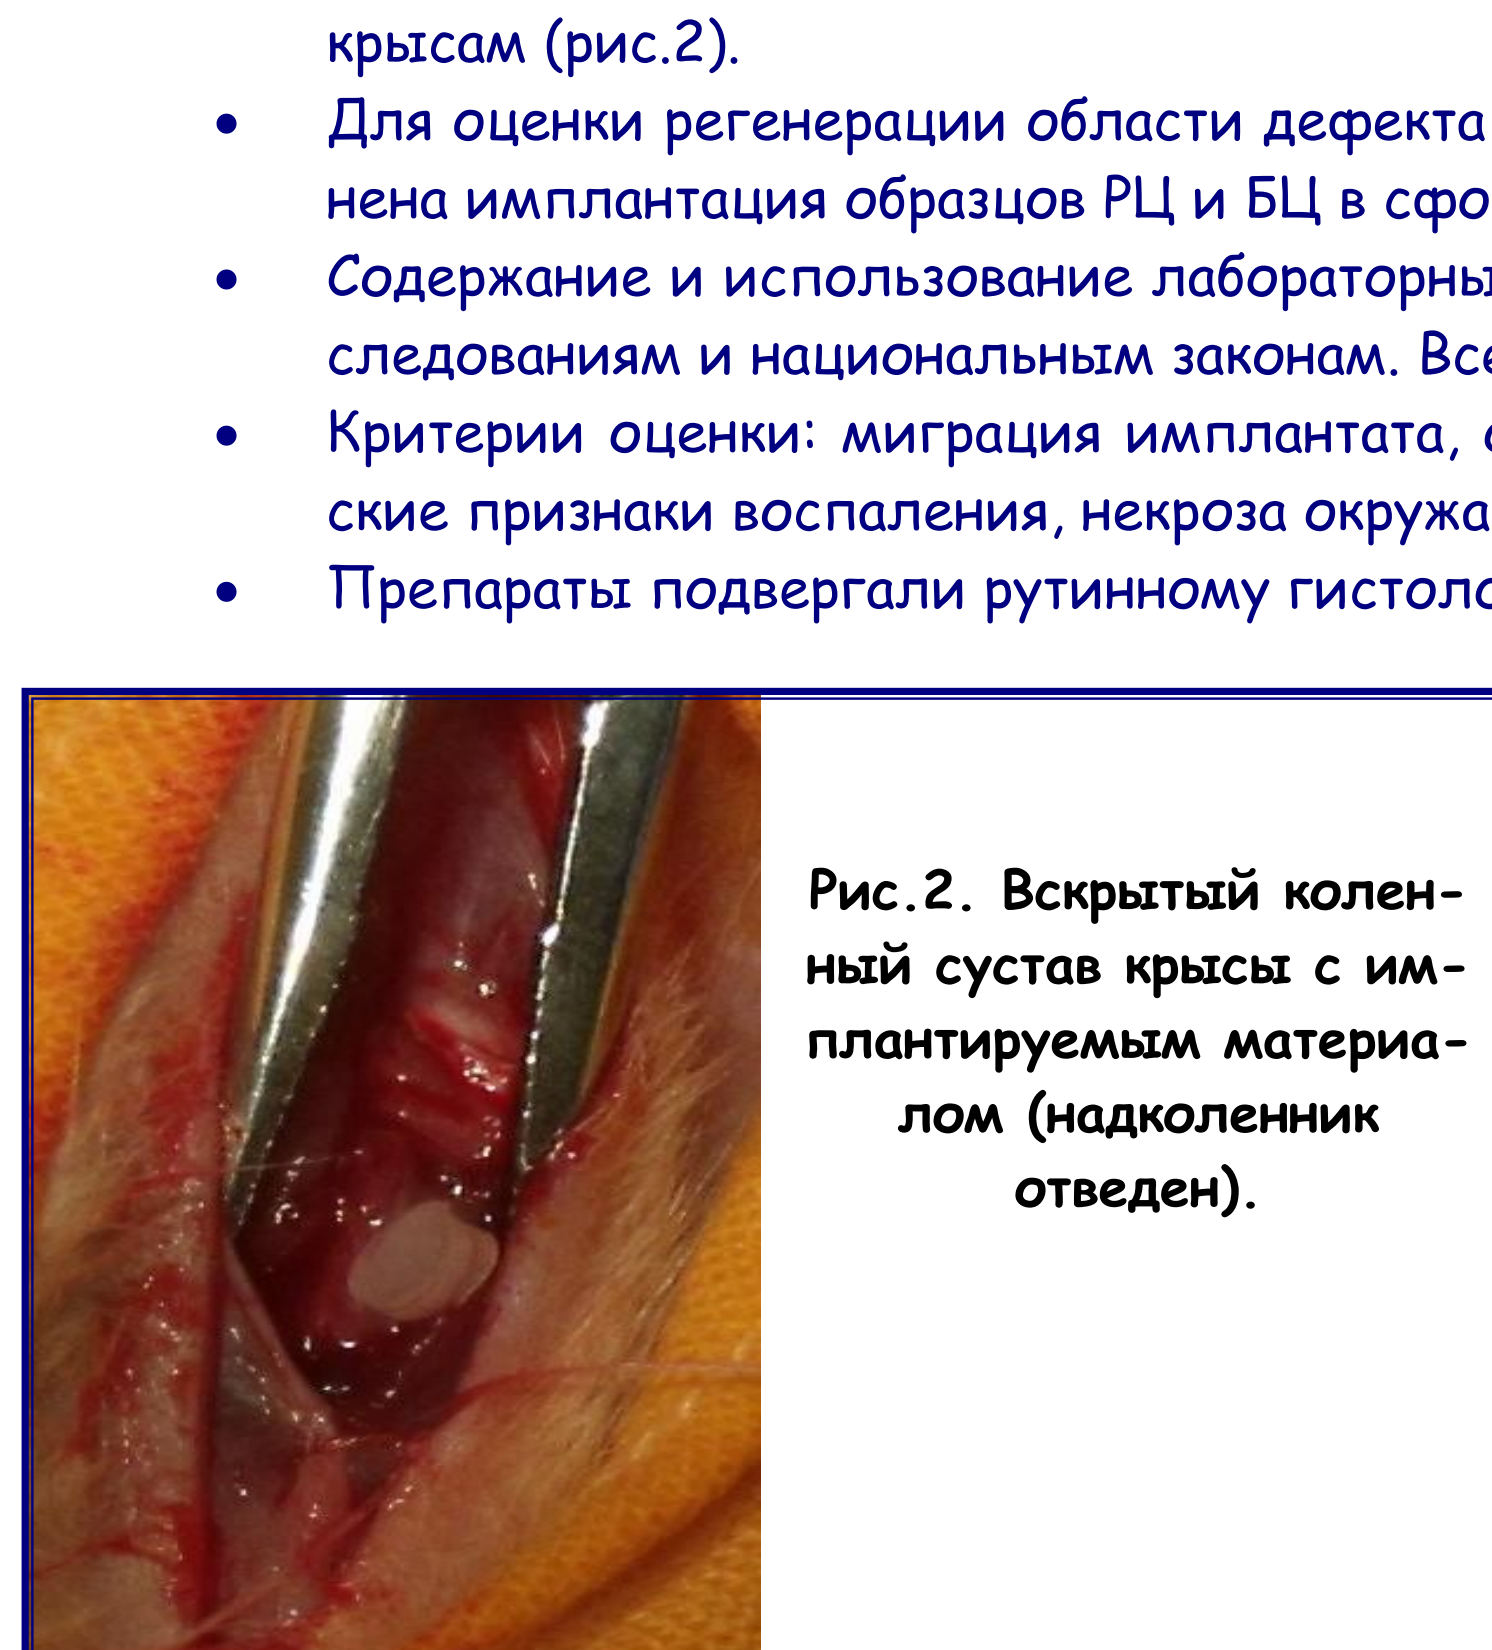 крысам (рис.2).
• Для оценки регенерации области дефекта
нена имплантация образцов РЦ и БЦ в сфо
• Содержание и использование лабораторны
следованиям и национальным законам. Все
• Критерии оценки: миграция имплантата,
ские признаки воспаления, некроза окружа
• Препараты подвергали рутинному гистоло
Рис.2. Вскрытый колен-
ный сустав крысы с им-
плантируемым материа-
лом (надколенник
отведен).